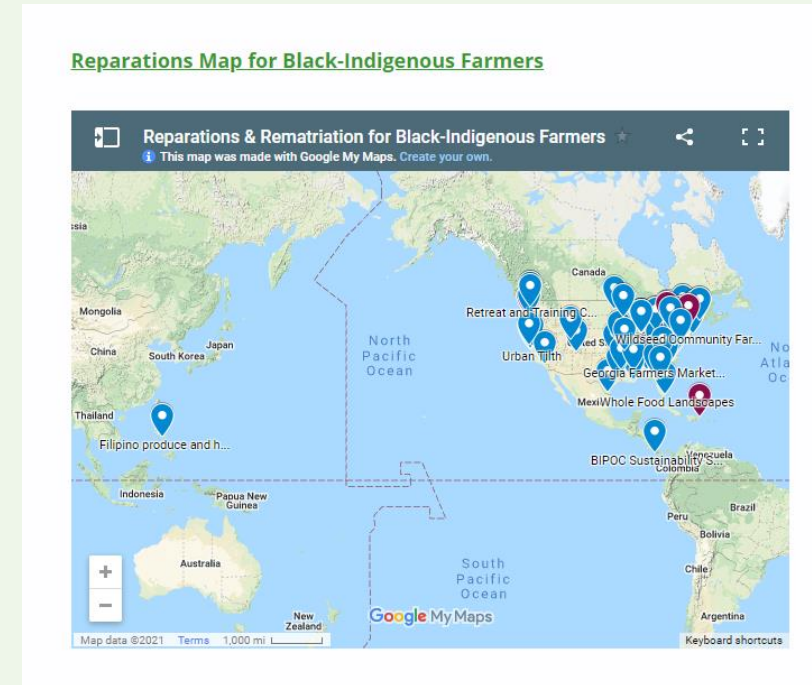 Reparations Map for Black-Indigenous Farmers
Reparations & Rematriation for Black-Indigenous Farmers
This map was made with Google My Maps. Create your own.
Canada
Retreat and Training C...
Mongolia
North
Pacific
Ocean
Japan
China
South Korea
Wildseed Community Far...
Urban Tilth
Georgia Farmers Market...
Whole Food Landscapes
Thailand
Filipino produce and h...
BIPOC Sustainability S...
Venezuela
Colombia
Indonesia
Papua New
Guinea
Brazil
Peru
Bolivia
Australia
South
Pacific
Ocean
Chile
+
−
New
Zealand
Google My Maps
Argentina
Map data ©2021 Terms 1,000 mi
Keyboard shortcuts